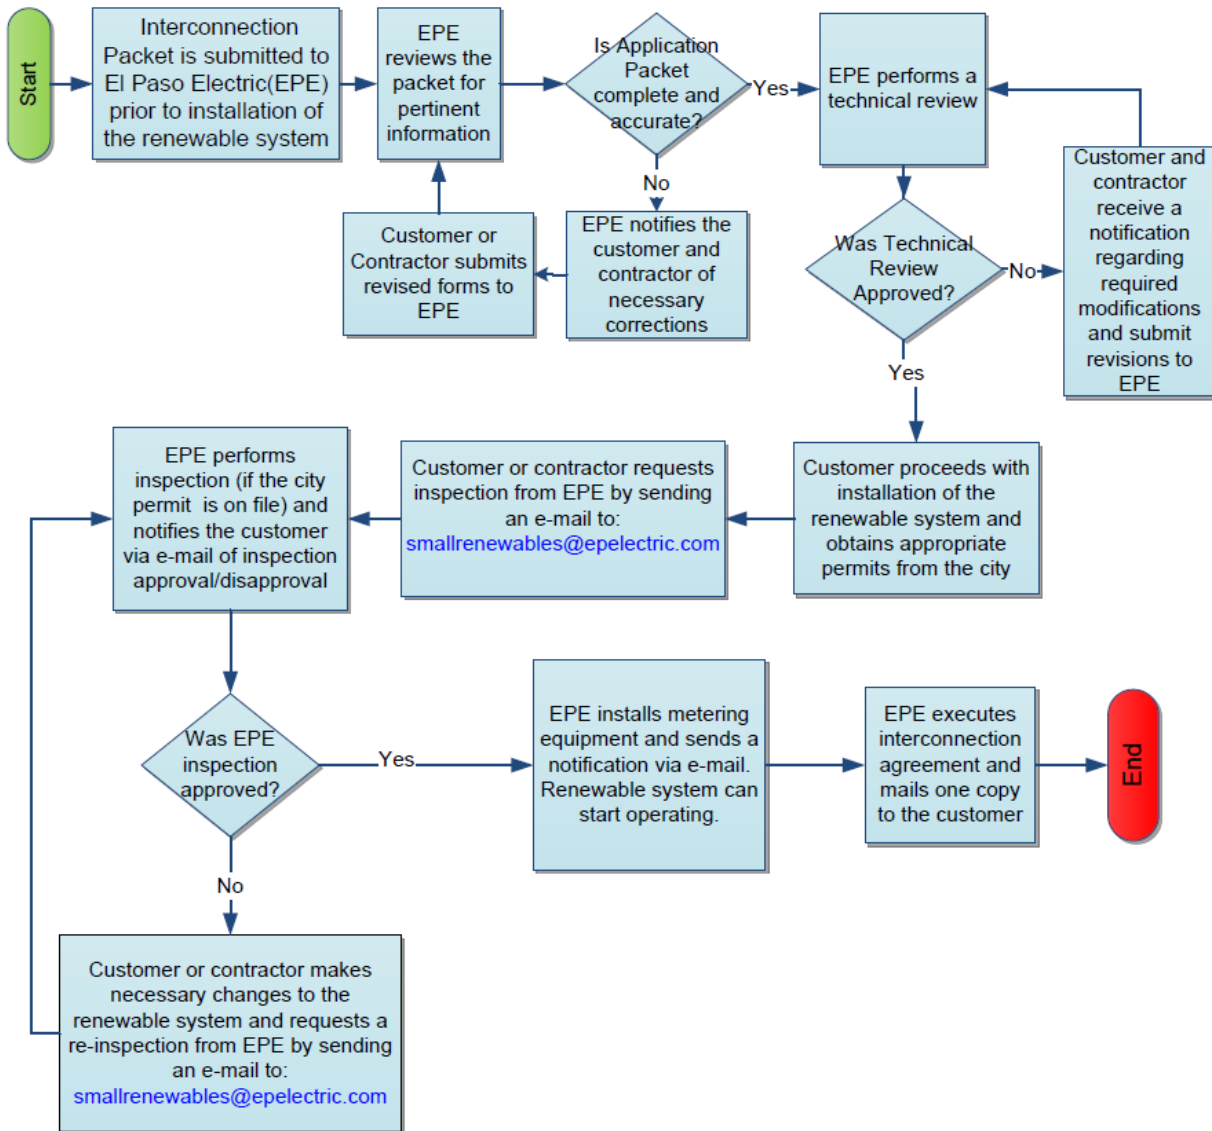 Start
Interconnection
Packet is submitted to
El Paso Electric(EPE)
prior to installation of
the renewable system
EPE
reviews the
packet for
pertinent
information
Is Application
Packet
complete and
accurate?
Yes
EPE performs a
technical review
No
Customer or
Contractor submits
revised forms to
EPE
EPE notifies the
customer and
contractor of
necessary
corrections
Was Technical
Review
Approved?
No
Customer and
contractor
receive a
notification
regarding
required
modifications
and submit
revisions to
EPE
Yes
EPE performs
inspection (if the city
permit is on file) and
notifies the customer
via e-mail of inspection
approval/disapproval
Customer or contractor requests
inspection from EPE by sending
an e-mail to:
smallrenewables@epelectric.com
Customer proceeds with
installation of the
renewable system and
obtains appropriate
permits from the city
Was EPE
inspection
approved?
Yes
EPE installs metering
equipment and sends a
notification via e-mail.
Renewable system can
start operating.
EPE executes
interconnection
agreement and
mails one copy
to the customer
End
No
Customer or contractor makes
necessary changes to the
renewable system and requests a
re-inspection from EPE by sending
an e-mail to:
smallrenewables@epelectric.com